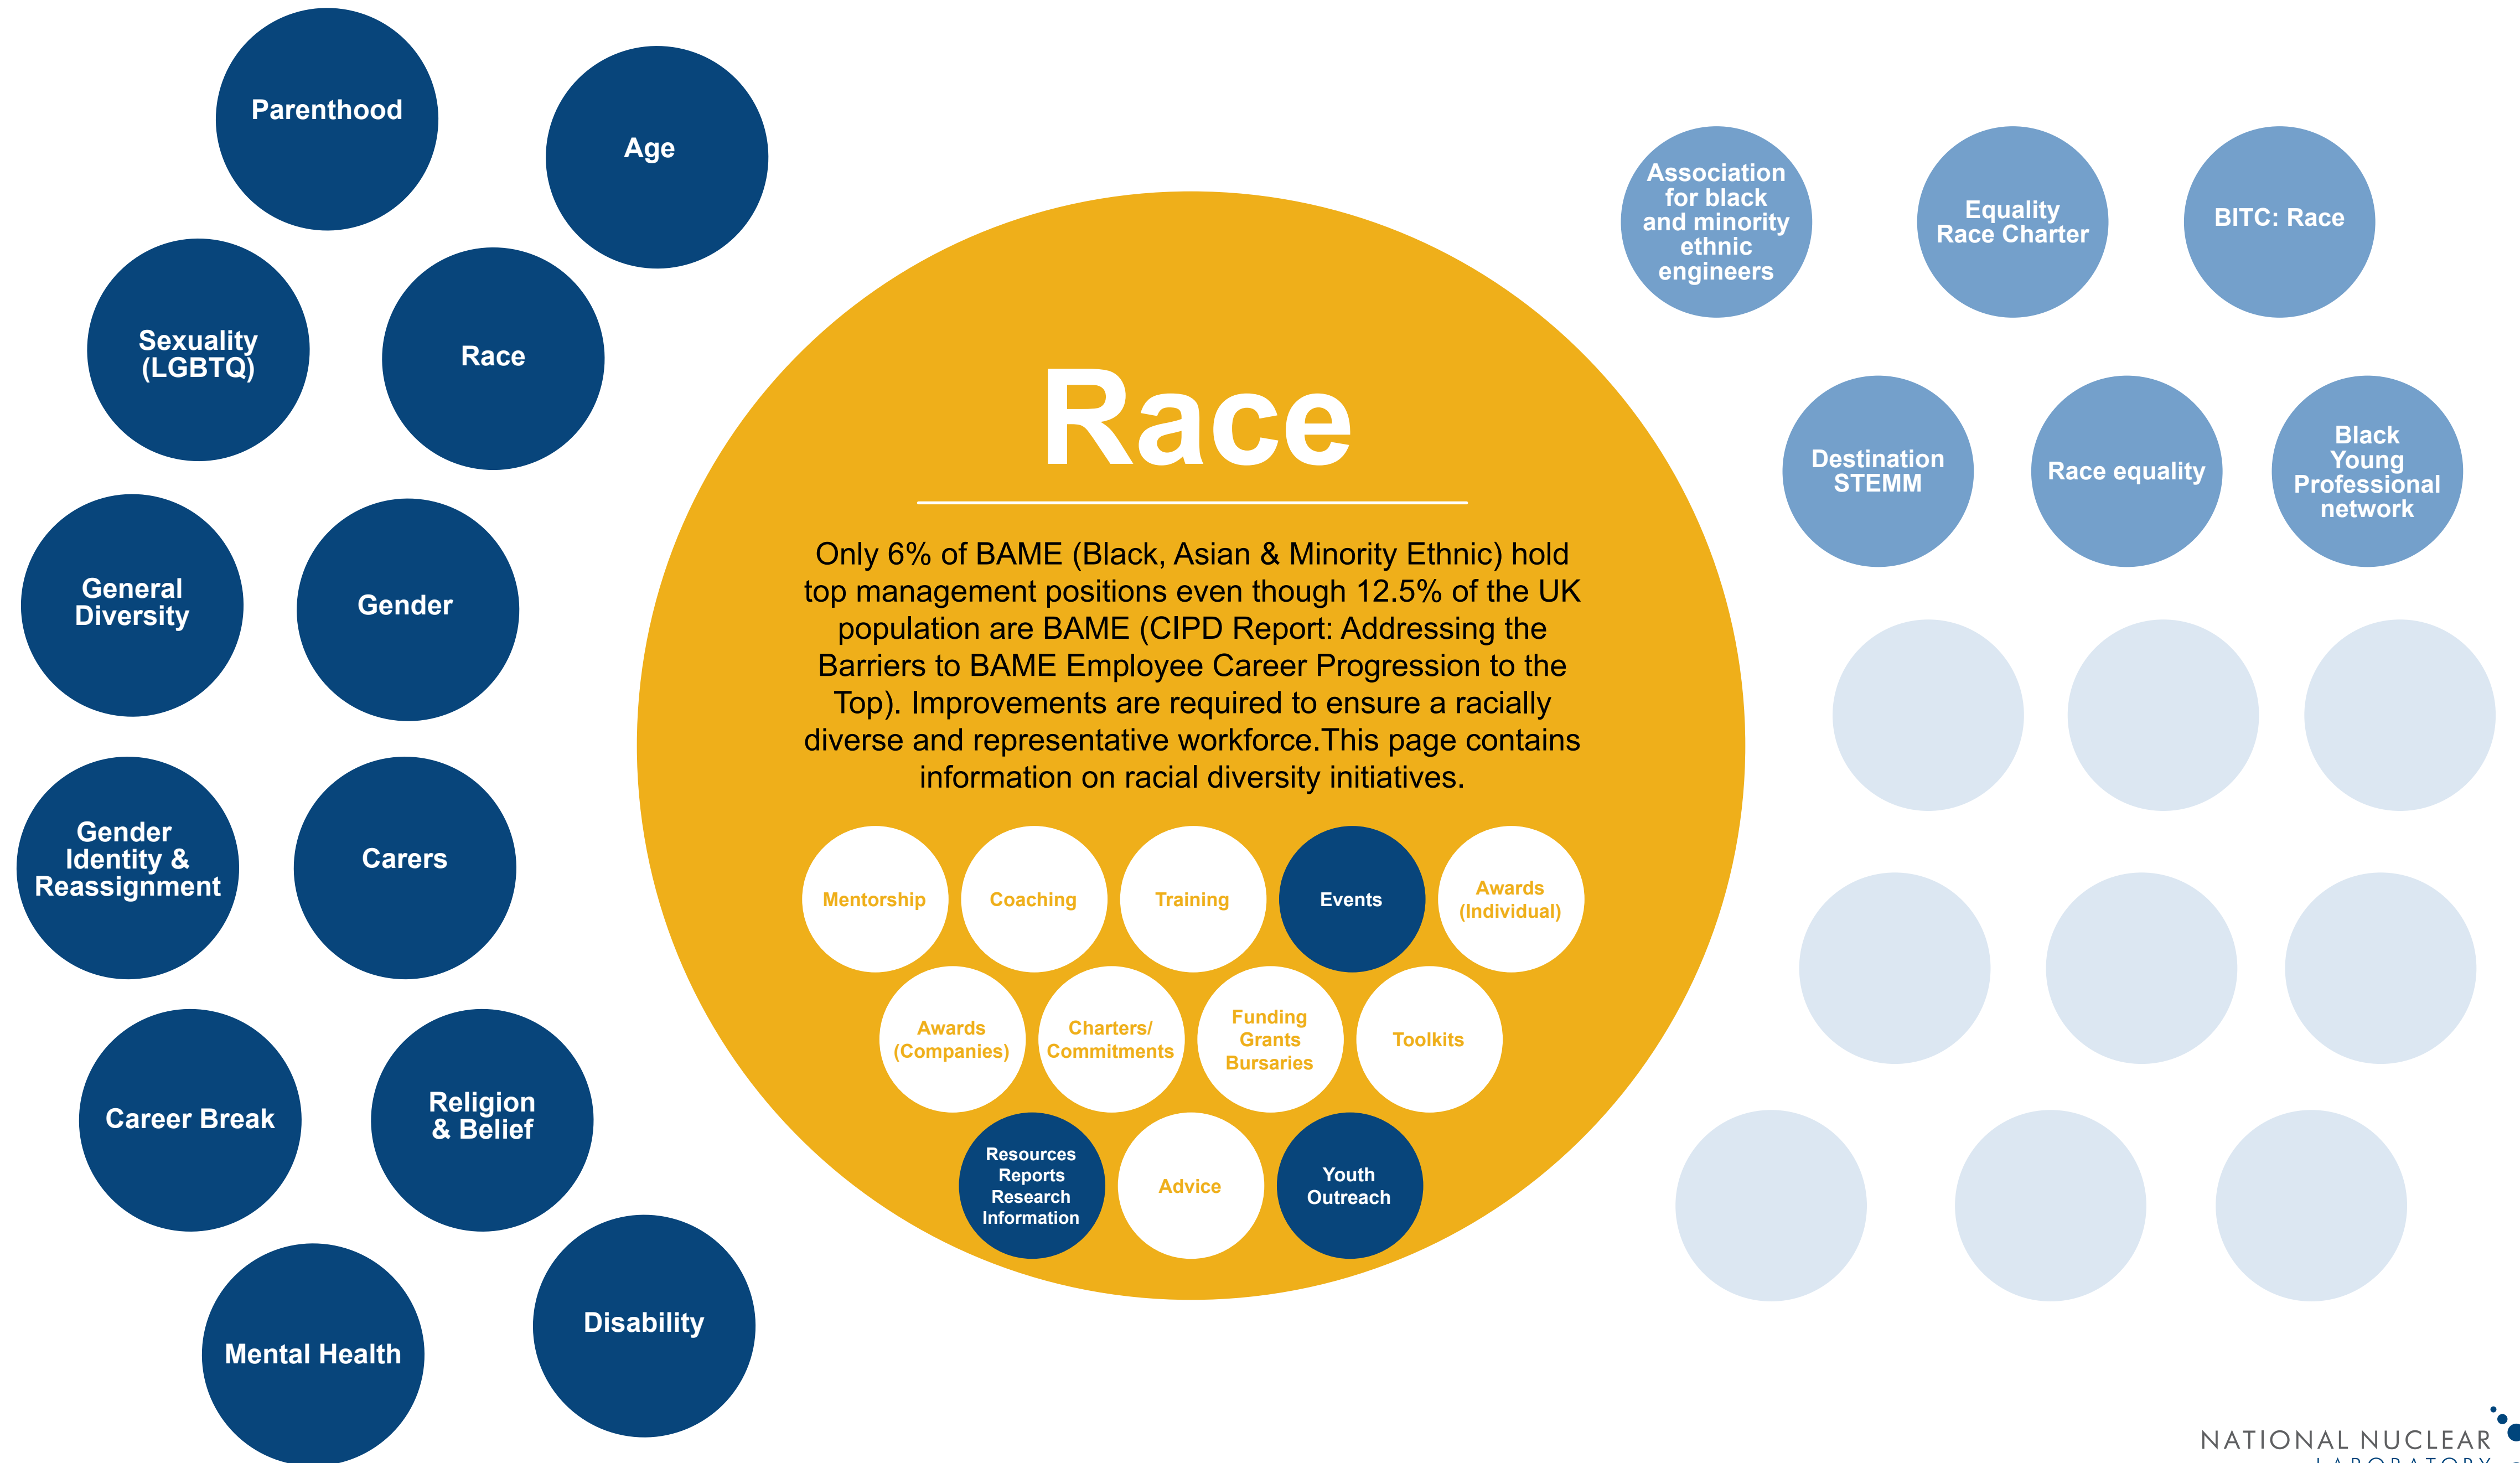 Parenthood
Age
Sexuality
(LGBTQ)
Race
General
Diversity
Gender
Gender
Identity &
Reassignment
Carers
Career Break
Religion
& Belief
Mental Health
Disability
Race
Only 6% of BAME (Black, Asian & Minority Ethnic) hold
top management positions even though 12.5% of the UK
population are BAME (CIPD Report: Addressing the
Barriers to BAME Employee Career Progression to the
Top). Improvements are required to ensure a racially
diverse and representative workforce.This page contains
information on racial diversity initiatives.
Mentorship
Coaching
Training
Events
Awards
(Individual)
Awards
(Companies)
Charters/
Commitments
Funding
Grants
Bursaries
Toolkits
Resources
Reports
Research
Information
Advice
Youth
Outreach
Association
for black
and minority
ethnic
engineers
Equality
Race Charter
BITC: Race
Destination
STEMM
Race equality
Black
Young
Professional
network
NATIONAL NUCLEAR
LABORATORY